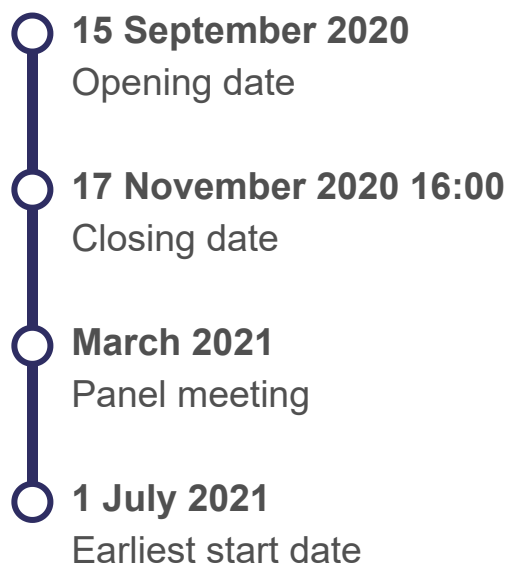 15 September 2020
Opening date
17 November 2020 16:00
Closing date
March 2021
Panel meeting
1 July 2021
Earliest start date